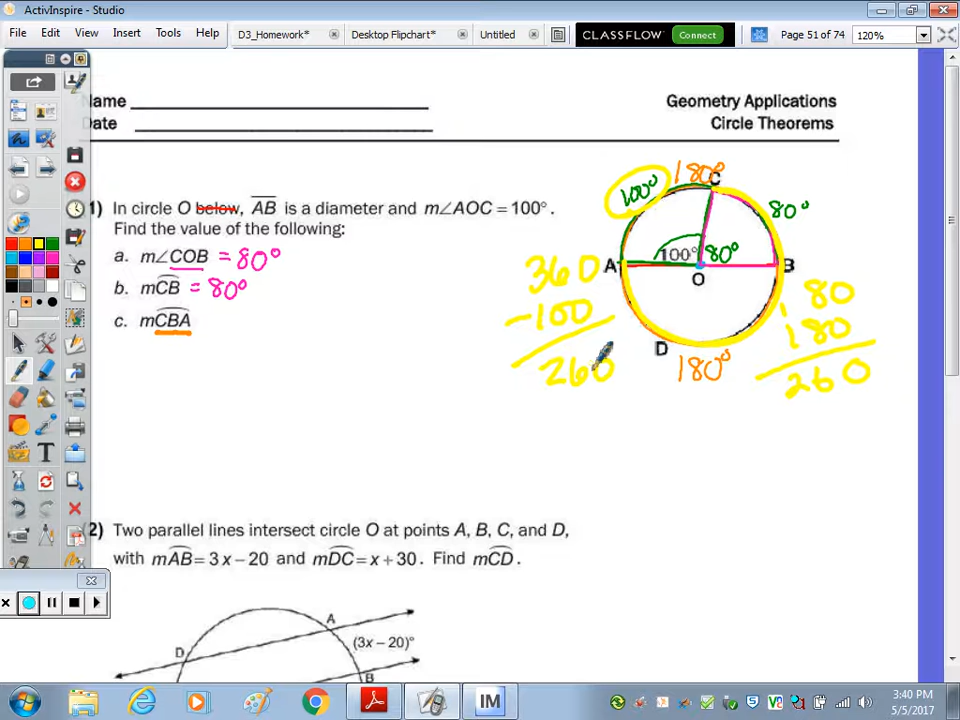 ActivInspire - Studio
File Edit View Insert Tools Help
D3_Homework* Desktop Flipchart* Untitled CLASSFLOW Connect Page 51 of 74 120%
Name
Date
Geometry Applications
Circle Theorems
1) In circle O below, AB is a diameter and m∠AOC = 100°.
Find the value of the following:
a. m∠COB = 80°
b. mCB = 80°
c. mCBA
180°
C
100°
80°
100°
80°
A
B
O
D
180°
360
-100
260
80
180
260
(2) Two parallel lines intersect circle O at points A, B, C, and D,
with mAB = 3x − 20 and mDC = x + 30. Find mCD.
A
(3x − 20)°
D
B
IM
3:40 PM
5/5/2017